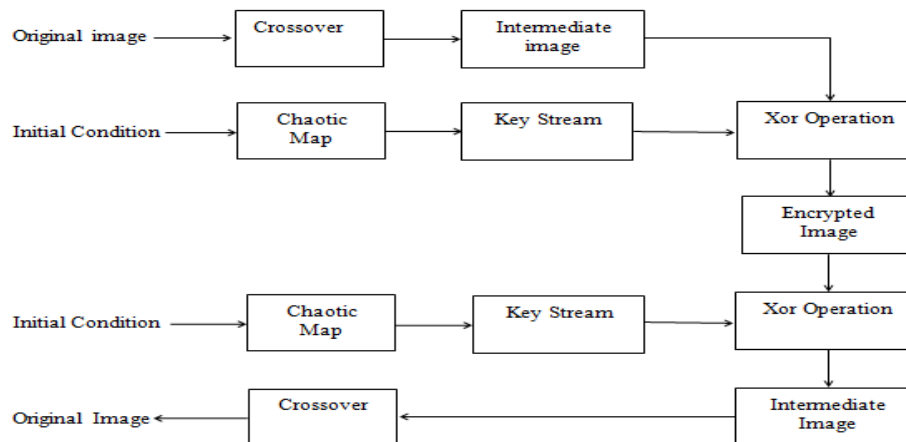 Original image
Crossover
Intermediate
image
Initial Condition
Chaotic
Map
Key Stream
Xor Operation
Encrypted
Image
Initial Condition
Chaotic
Map
Key Stream
Xor Operation
Original Image
Crossover
Intermediate
Image